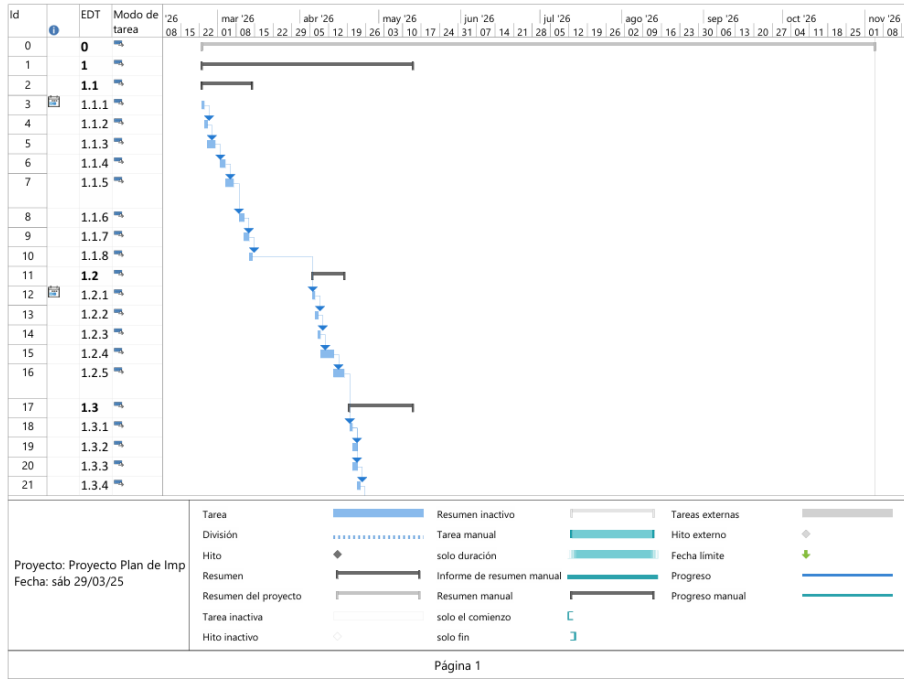 Id EDT Modo de tarea '26 mar '26 abr '26 may '26 jun '26 jul '26 ago '26 sep '26 oct '26 nov '26
08 15 22 01 08 15 22 29 05 12 19 26 03 10 17 24 31 07 14 21 28 05 12 19 26 02 09 16 23 30 06 13 20 27 04 11 18 25 01 08
0 0
1 1
2 1.1
3 1.1.1
4 1.1.2
5 1.1.3
6 1.1.4
7 1.1.5
8 1.1.6
9 1.1.7
10 1.1.8
11 1.2
12 1.2.1
13 1.2.2
14 1.2.3
15 1.2.4
16 1.2.5
17 1.3
18 1.3.1
19 1.3.2
20 1.3.3
21 1.3.4
Proyecto: Proyecto Plan de Imp
Fecha: sáb 29/03/25
Tarea
División
Hito
Resumen
Resumen del proyecto
Tarea inactiva
Hito inactivo
Resumen inactivo
Tarea manual
solo duración
Informe de resumen manual
Resumen manual
solo el comienzo
solo fin
Tareas externas
Hito externo
Fecha límite
Progreso
Progreso manual
Página 1